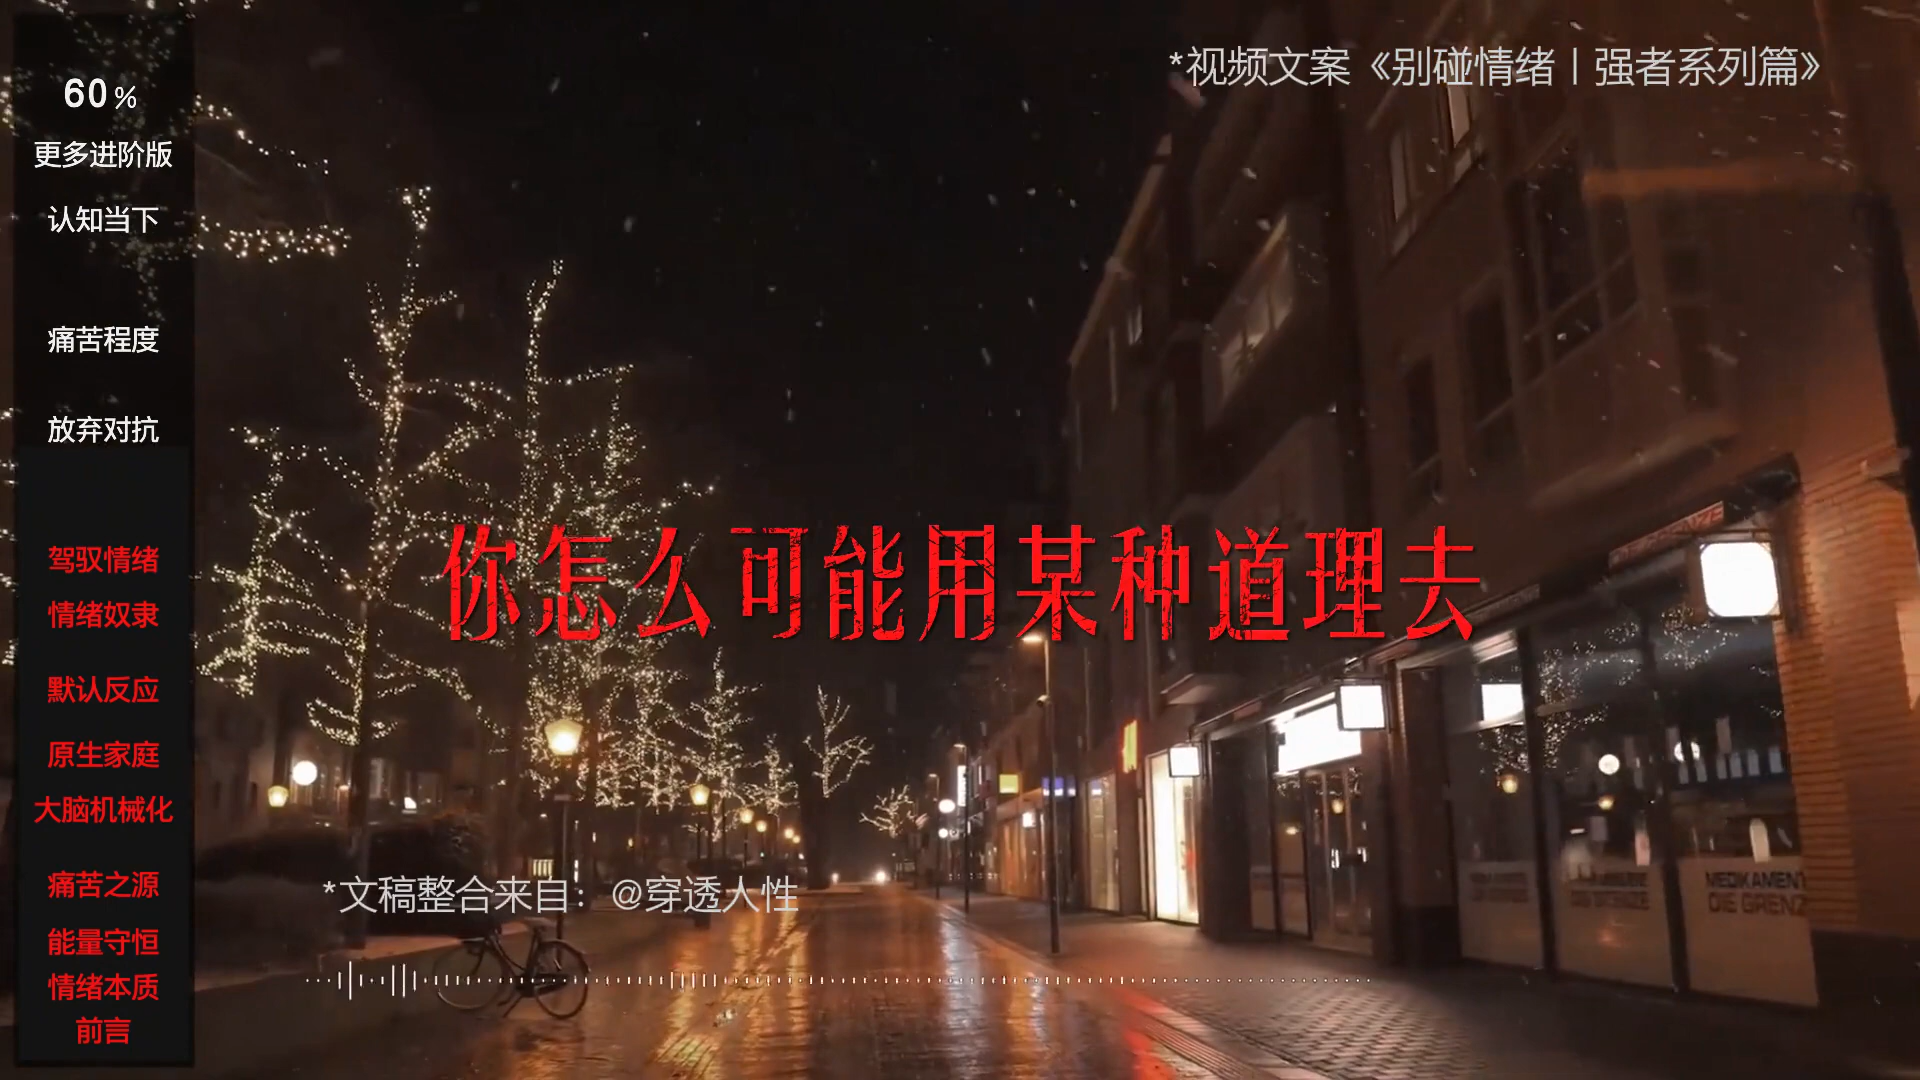 *视频文案《别碰情绪丨强者系列篇》
60%
更多进阶版
认知当下
痛苦程度
放弃对抗
驾驭情绪
情绪奴隶
默认反应
原生家庭
大脑机械化
痛苦之源
能量守恒
情绪本质
前言
你怎么可能用某种道理去
*文稿整合来自：@穿透人性
MEDIKAMENT
DIE GRENZ